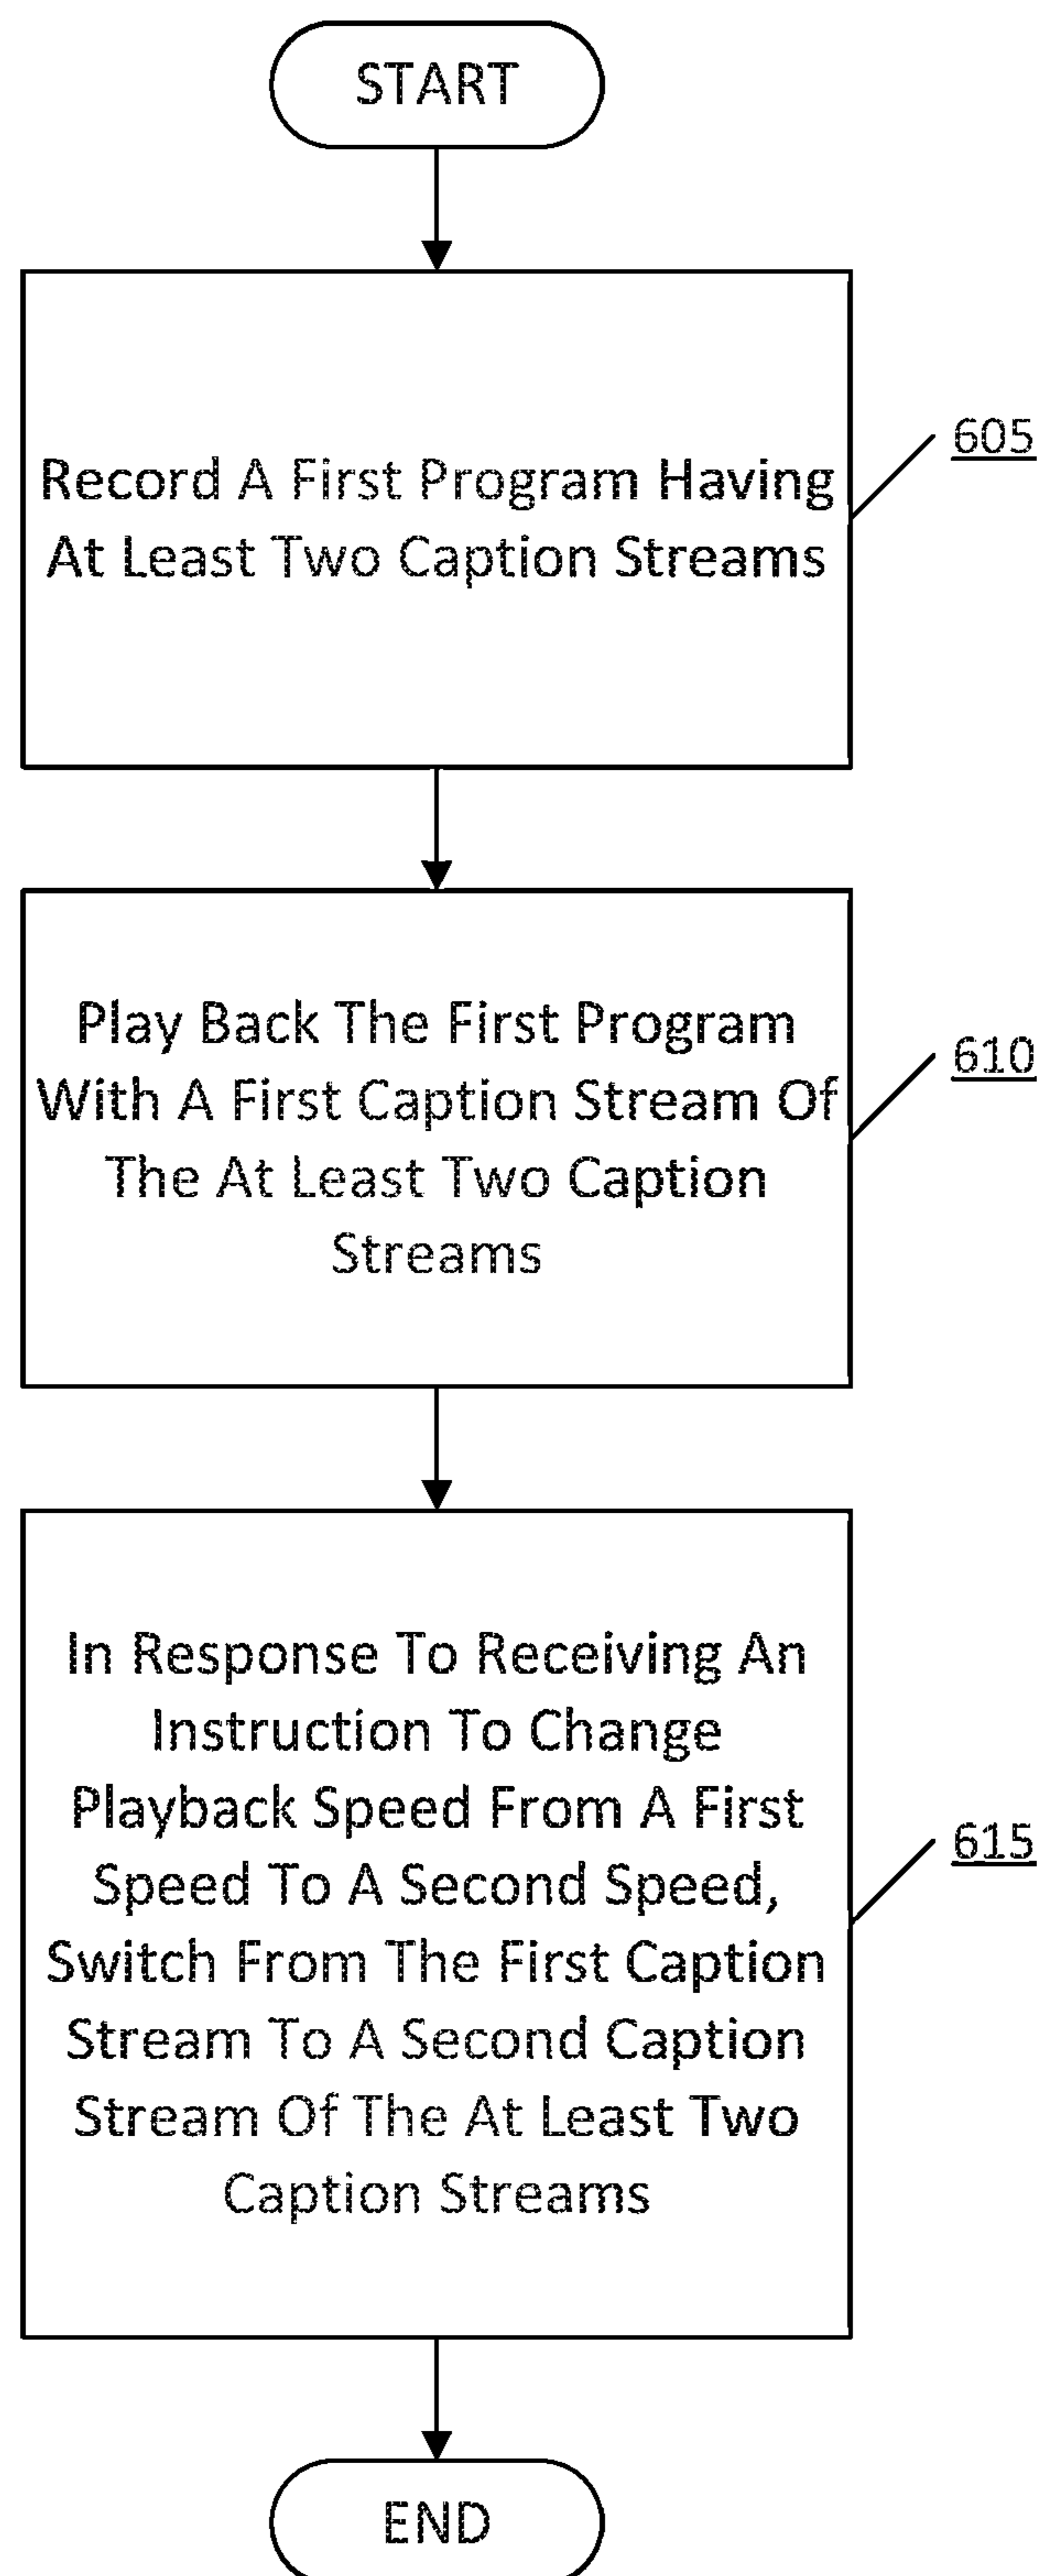 START
Record A First Program Having
At Least Two Caption Streams
605
Play Back The First Program
With A First Caption Stream Of
The At Least Two Caption
Streams
610
In Response To Receiving An
Instruction To Change
Playback Speed From A First
Speed To A Second Speed,
Switch From The First Caption
Stream To A Second Caption
Stream Of The At Least Two
Caption Streams
615
END